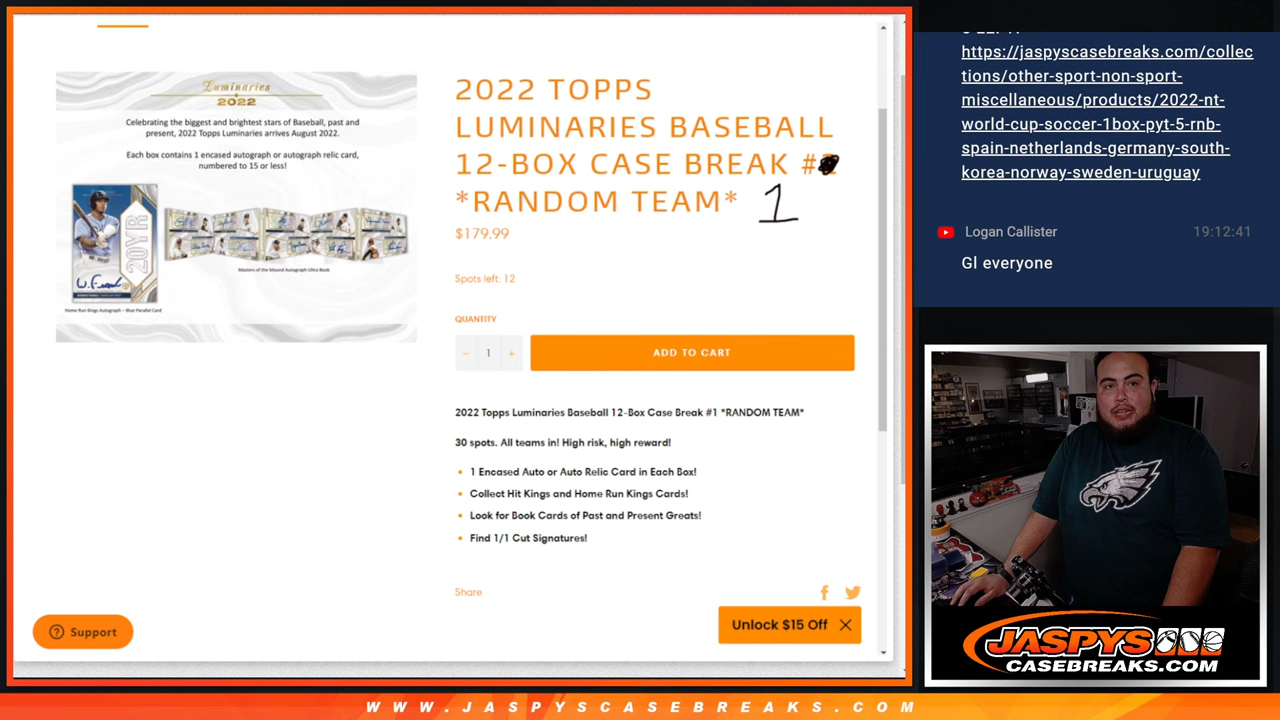 Luminaries
2022
Celebrating the biggest and brightest stars of Baseball, past and
present, 2022 Topps Luminaries arrives August 2022.
Each box contains 1 encased autograph or autograph relic card,
numbered to 15 or less!
20YR
Masters of the Mound Autograph Ultra Book
Home Run Kings Autograph – Blue Parallel Card
2022 TOPPS
LUMINARIES BASEBALL
12-BOX CASE BREAK #
*RANDOM TEAM* 1
$179.99
Spots left: 12
QUANTITY
− 1 +
ADD TO CART
2022 Topps Luminaries Baseball 12-Box Case Break #1 *RANDOM TEAM*
30 spots. All teams in! High risk, high reward!
• 1 Encased Auto or Auto Relic Card in Each Box!
• Collect Hit Kings and Home Run Kings Cards!
• Look for Book Cards of Past and Present Greats!
• Find 1/1 Cut Signatures!
Share
Support
Unlock $15 Off
https://jaspyscasebreaks.com/collec
tions/other-sport-non-sport-
miscellaneous/products/2022-nt-
world-cup-soccer-1box-pyt-5-rnb-
spain-netherlands-germany-south-
korea-norway-sweden-uruguay
Logan Callister 19:12:41
Gl everyone
JASPYS
CASEBREAKS.COM
WWW.JASPYSCASEBREAKS.COM